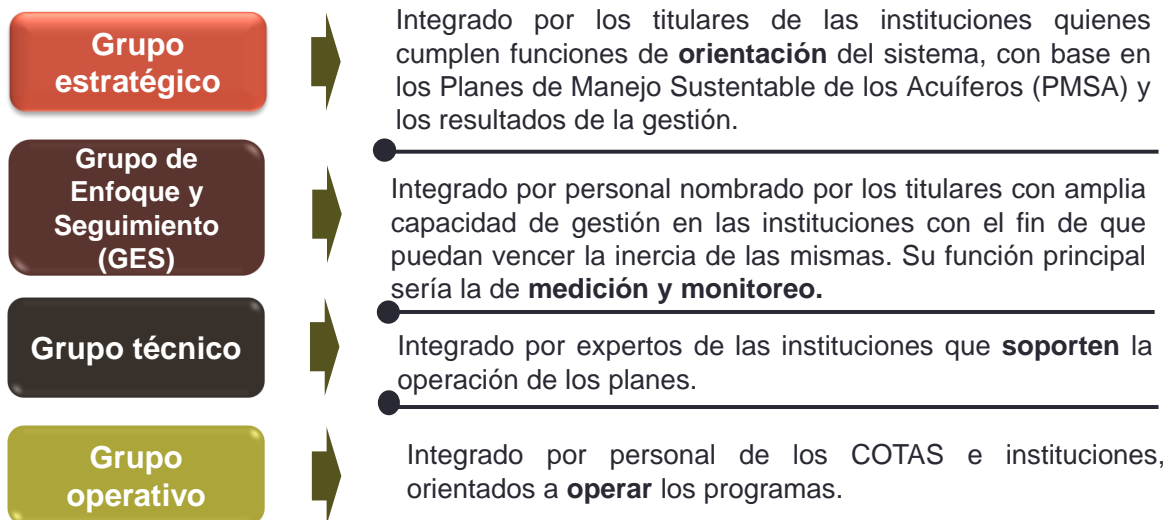 Grupo
estratégico
Integrado por los titulares de las instituciones quienes
cumplen funciones de orientación del sistema, con base en
los Planes de Manejo Sustentable de los Acuíferos (PMSA) y
los resultados de la gestión.
Grupo de
Enfoque y
Seguimiento
(GES)
Integrado por personal nombrado por los titulares con amplia
capacidad de gestión en las instituciones con el fin de que
puedan vencer la inercia de las mismas. Su función principal
sería la de medición y monitoreo.
Grupo técnico
Integrado por expertos de las instituciones que soporten la
operación de los planes.
Grupo
operativo
Integrado por personal de los COTAS e instituciones,
orientados a operar los programas.